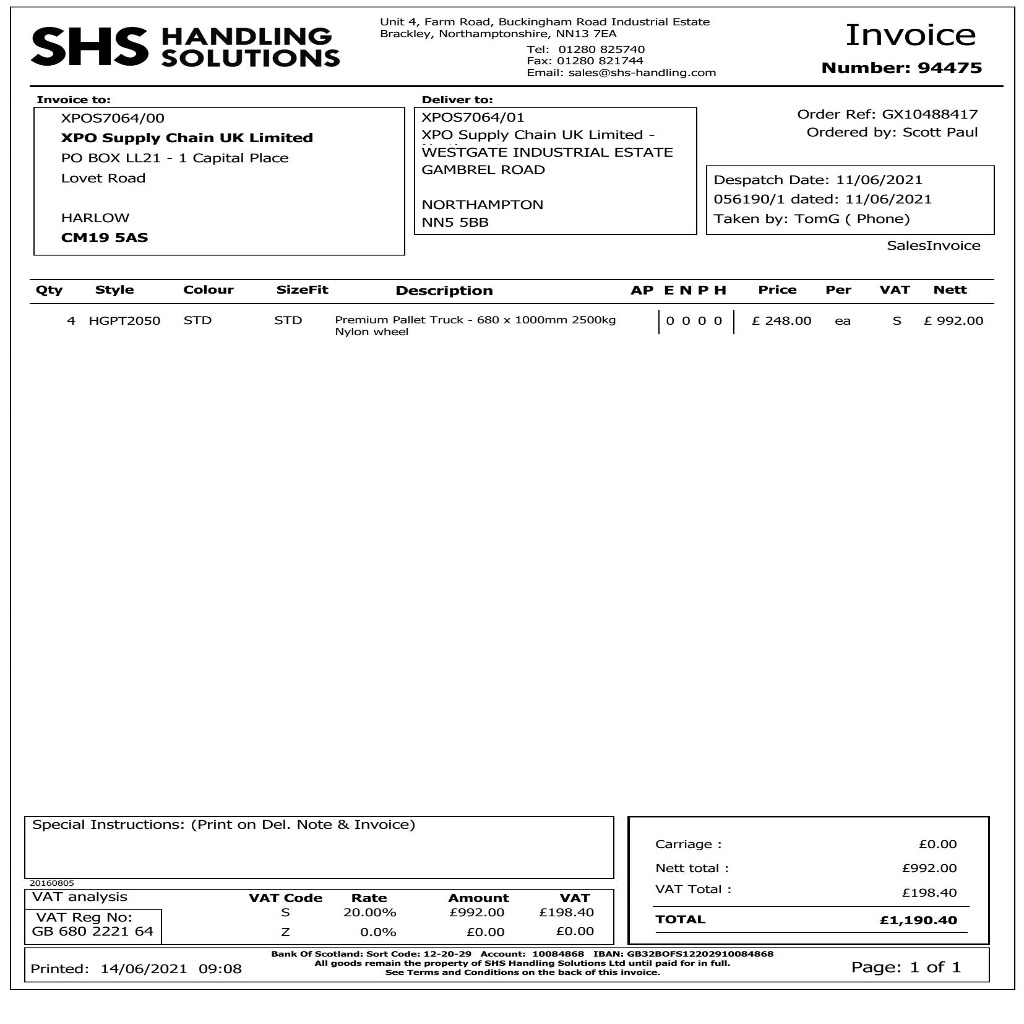 SHS HANDLING SOLUTIONS
Unit 4, Farm Road, Buckingham Road Industrial Estate
Brackley, Northamptonshire, NN13 7EA
Tel: 01280 825740
Fax: 01280 821744
Email: sales@shs-handling.com
Invoice
Number: 94475
Invoice to:
XPOS7064/00
XPO Supply Chain UK Limited
PO BOX LL21 - 1 Capital Place
Lovet Road
HARLOW
CM19 5AS
Deliver to:
XPOS7064/01
XPO Supply Chain UK Limited -
WESTGATE INDUSTRIAL ESTATE
GAMBREL ROAD
NORTHAMPTON
NN5 5BB
Order Ref: GX10488417
Ordered by: Scott Paul
Despatch Date: 11/06/2021
056190/1 dated: 11/06/2021
Taken by: TomG ( Phone)
SalesInvoice
Qty Style Colour SizeFit Description AP E N P H Price Per VAT Nett
4 HGPT2050 STD STD Premium Pallet Truck - 680 x 1000mm 2500kg 0 0 0 0 £ 248.00 ea S £ 992.00
Nylon wheel
Special Instructions: (Print on Del. Note & Invoice)
20160805
VAT analysis VAT Code Rate Amount VAT
S 20.00% £992.00 £198.40
Z 0.0% £0.00 £0.00
VAT Reg No:
GB 680 2221 64
Carriage : £0.00
Nett total : £992.00
VAT Total : £198.40
TOTAL £1,190.40
Bank Of Scotland: Sort Code: 12-20-29 Account: 10084868 IBAN: GB32BOFS12202910084868
All goods remain the property of SHS Handling Solutions Ltd until paid for in full.
See Terms and Conditions on the back of this invoice.
Printed: 14/06/2021 09:08
Page: 1 of 1